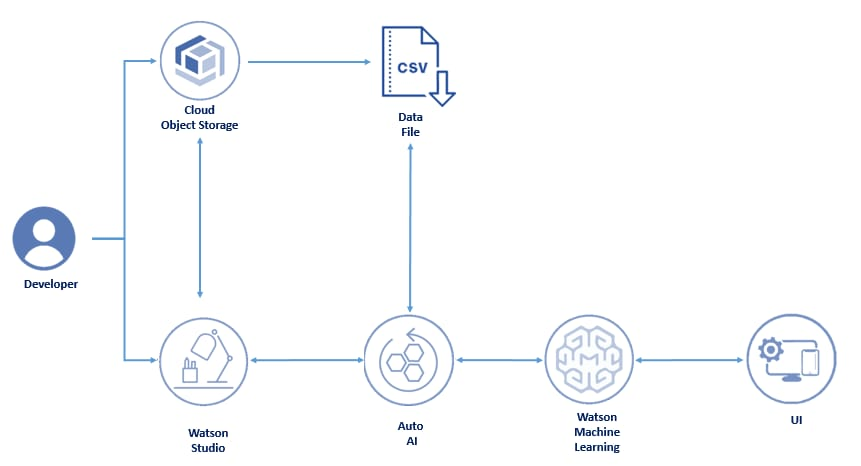 CSV
Cloud
Object Storage
Data
File
Developer
Watson
Studio
Auto
AI
Watson
Machine
Learning
UI